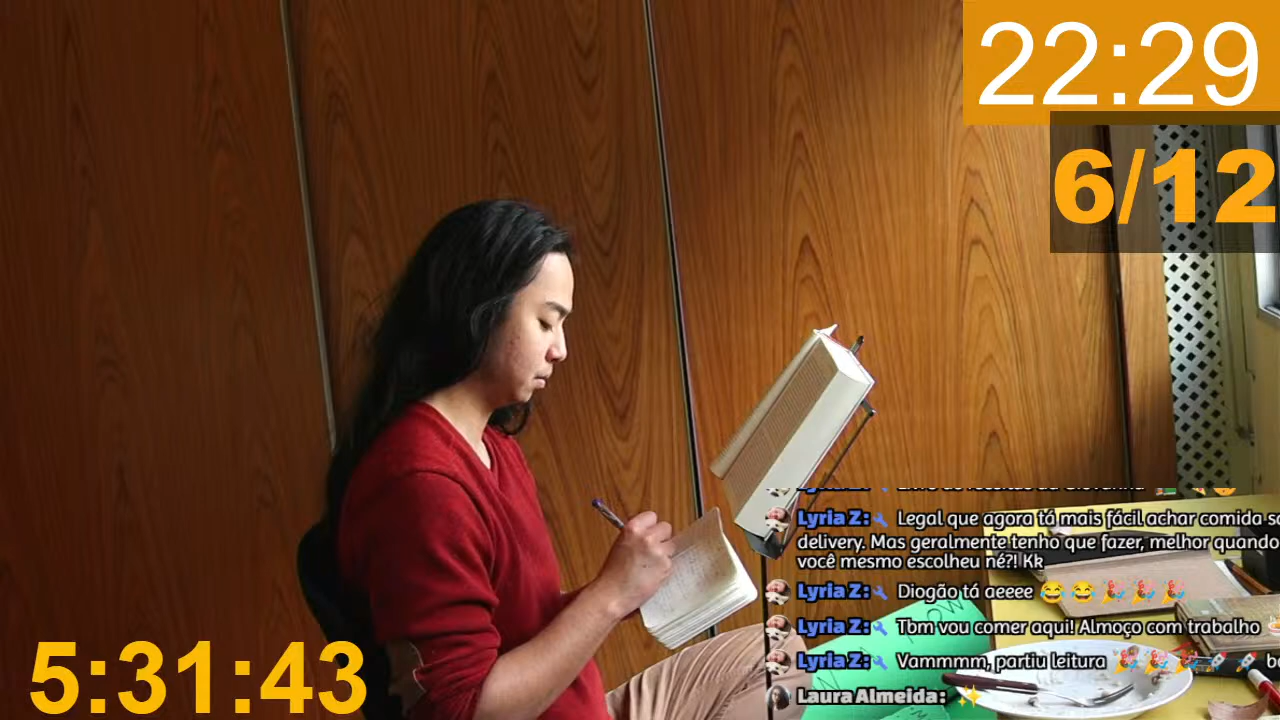 22:29
6/12
Lyria Z: Legal que agora tá mais fácil achar comida
delivery. Mas geralmente tenho que fazer, melhor quando
você mesmo escolheu né?! Kk
Lyria Z: Diogão tá aeeee 😂😂🎉🎉🎉
Lyria Z: Tbm vou comer aqui! Almoço com trabalho
Lyria Z: Vammmm, partiu leitura 🎉🎉🎉🚀🚀
Laura Almeida: ✨
5:31:43